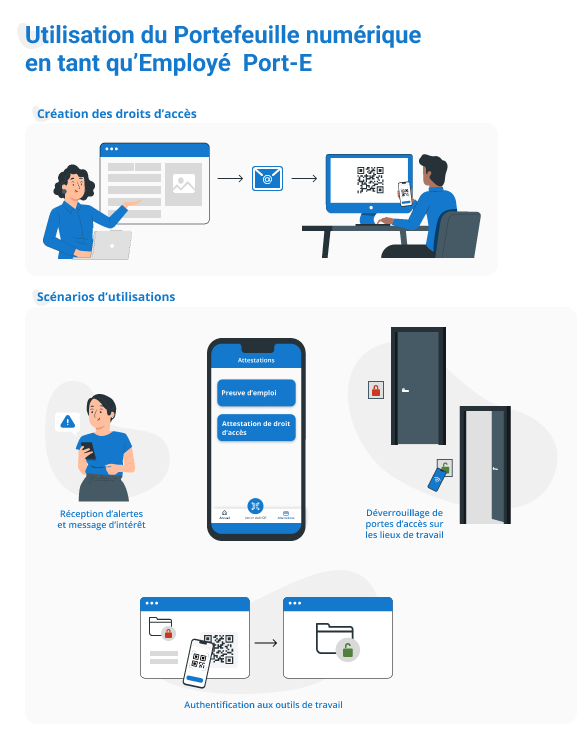 Utilisation du Portefeuille numérique
en tant qu'Employé Port-E
Création des droits d'accès
@
Scénarios d'utilisations
Attestations
Preuve d'emploi
Attestation de droit
d'accès
Accueil
Réception d'alertes
et message d'intérêt
Déverrouillage de
portes d'accès sur
les lieux de travail
Authentification aux outils de travail